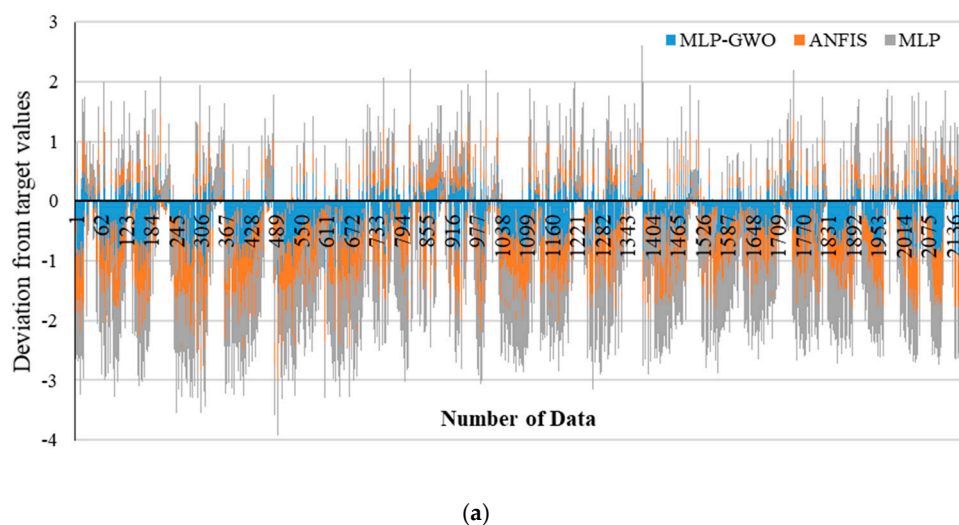 3
MLP-GWO ANFIS MLP
2
1
0
-1
-2
-3
-4
Deviation from target values
1 62 123 184 245 306 367 428 489 550 611 672 733 794 855 916 977 1038 1099 1160 1221 1282 1343 1404 1465 1526 1587 1648 1709 1770 1831 1892 1953 2014 2075 2136
Number of Data
(a)